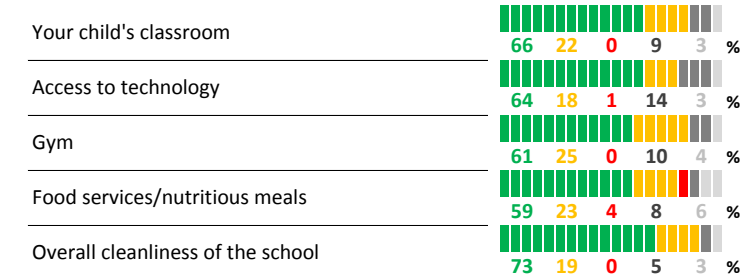 Your child's classroom
66 22 0 9 3 %
Access to technology
64 18 1 14 3 %
Gym
61 25 0 10 4 %
Food services/nutritious meals
59 23 4 8 6 %
Overall cleanliness of the school
73 19 0 5 3 %